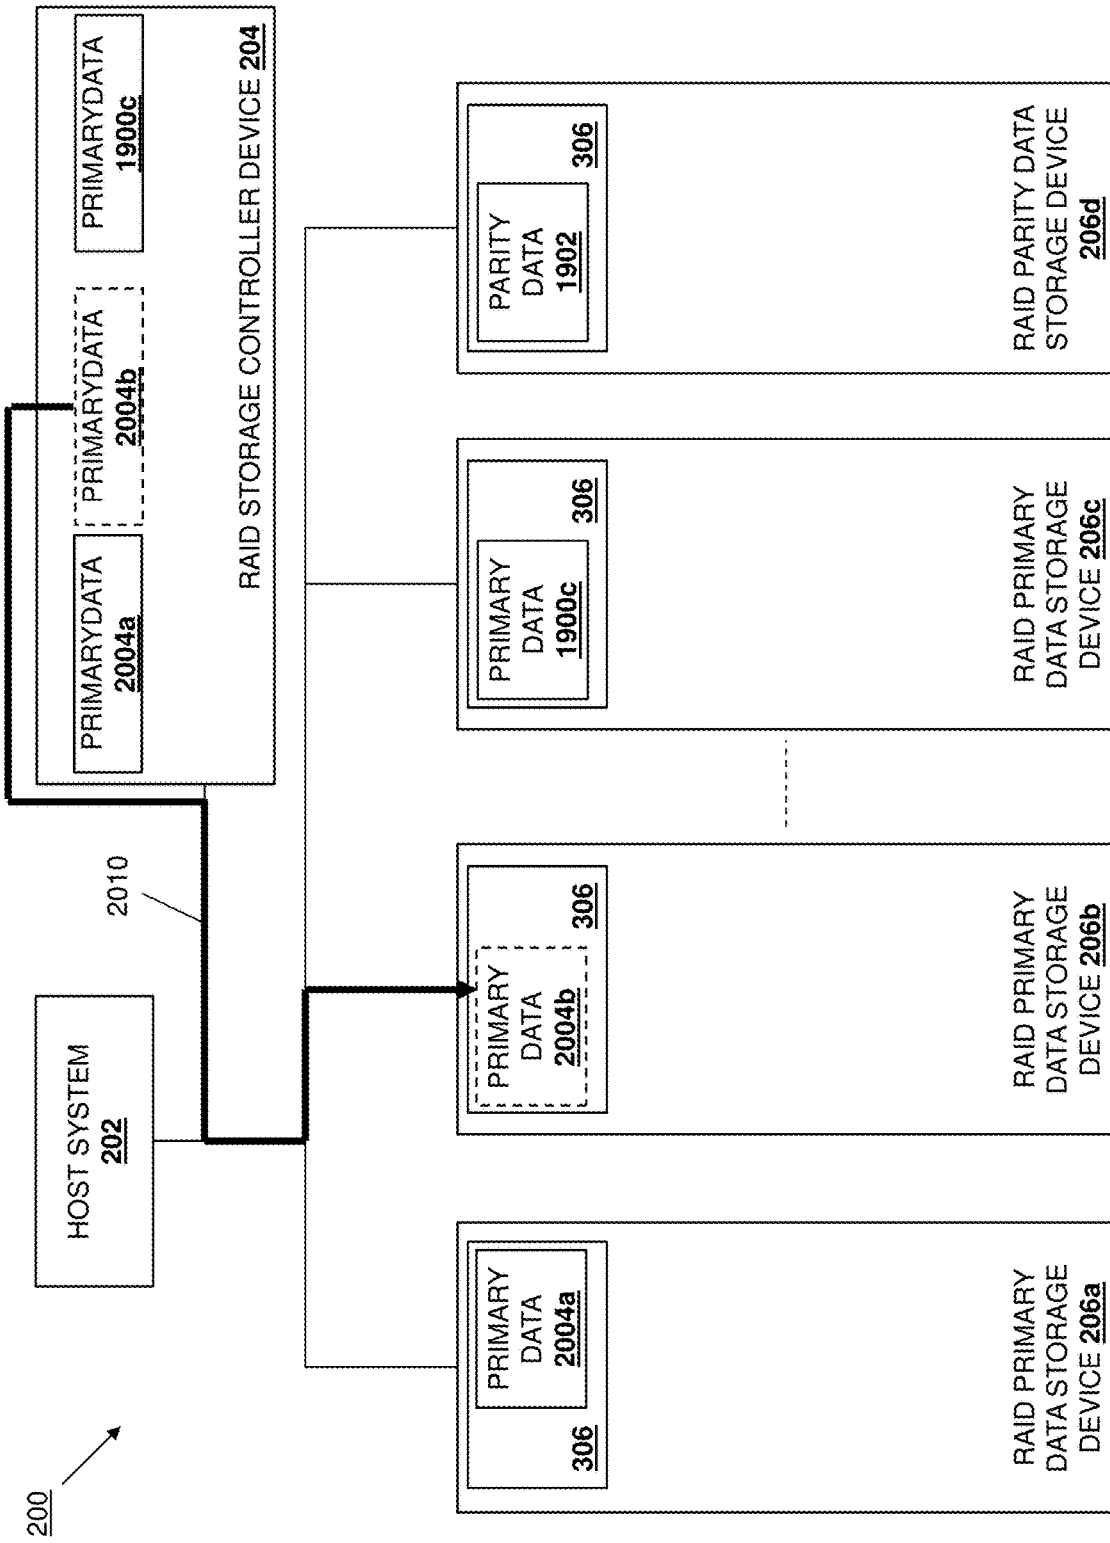 200
HOST SYSTEM
202
2010
PRIMARYDATA
2004a
PRIMARYDATA
2004b
PRIMARYDATA
1900c
RAID STORAGE CONTROLLER DEVICE 204
306
PRIMARY
DATA
2004a
RAID PRIMARY
DATA STORAGE
DEVICE 206a
PRIMARY
DATA
2004b
306
RAID PRIMARY
DATA STORAGE
DEVICE 206b
PRIMARY
DATA
1900c
306
RAID PRIMARY
DATA STORAGE
DEVICE 206c
PARITY
DATA
1902
306
RAID PARITY DATA
STORAGE DEVICE
206d